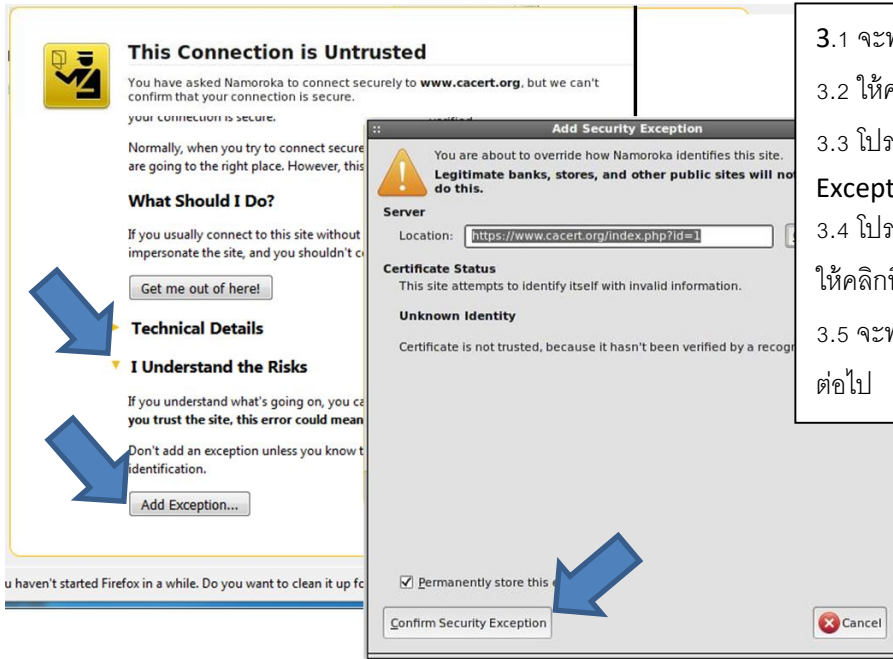 This Connection is Untrusted
You have asked Namoroka to connect securely to www.cacert.org, but we can't
confirm that your connection is secure.
your connection is secure.
Normally, when you try to connect secure
are going to the right place. However, this
What Should I Do?
If you usually connect to this site without
impersonate the site, and you shouldn't
Get me out of here!
Technical Details
I Understand the Risks
If you understand what's going on, you ca
you trust the site, this error could mean
Don't add an exception unless you know
identification.
Add Exception...
u haven't started Firefox in a while. Do you want to clean it up
Add Security Exception
You are about to override how Namoroka identifies this site.
Legitimate banks, stores, and other public sites will no
do this.
Server
Location: https://www.cacert.org/index.php?id=1
Certificate Status
This site attempts to identify itself with invalid information.
Unknown Identity
Certificate is not trusted, because it hasn't been verified by a recogn
Permanently store this
Confirm Security Exception
Cancel
3.1 จะ
3.2 ให้
3.3 โปร
Except
3.4 โปร
ให้คลิก
3.5 จะ
ต่อไป